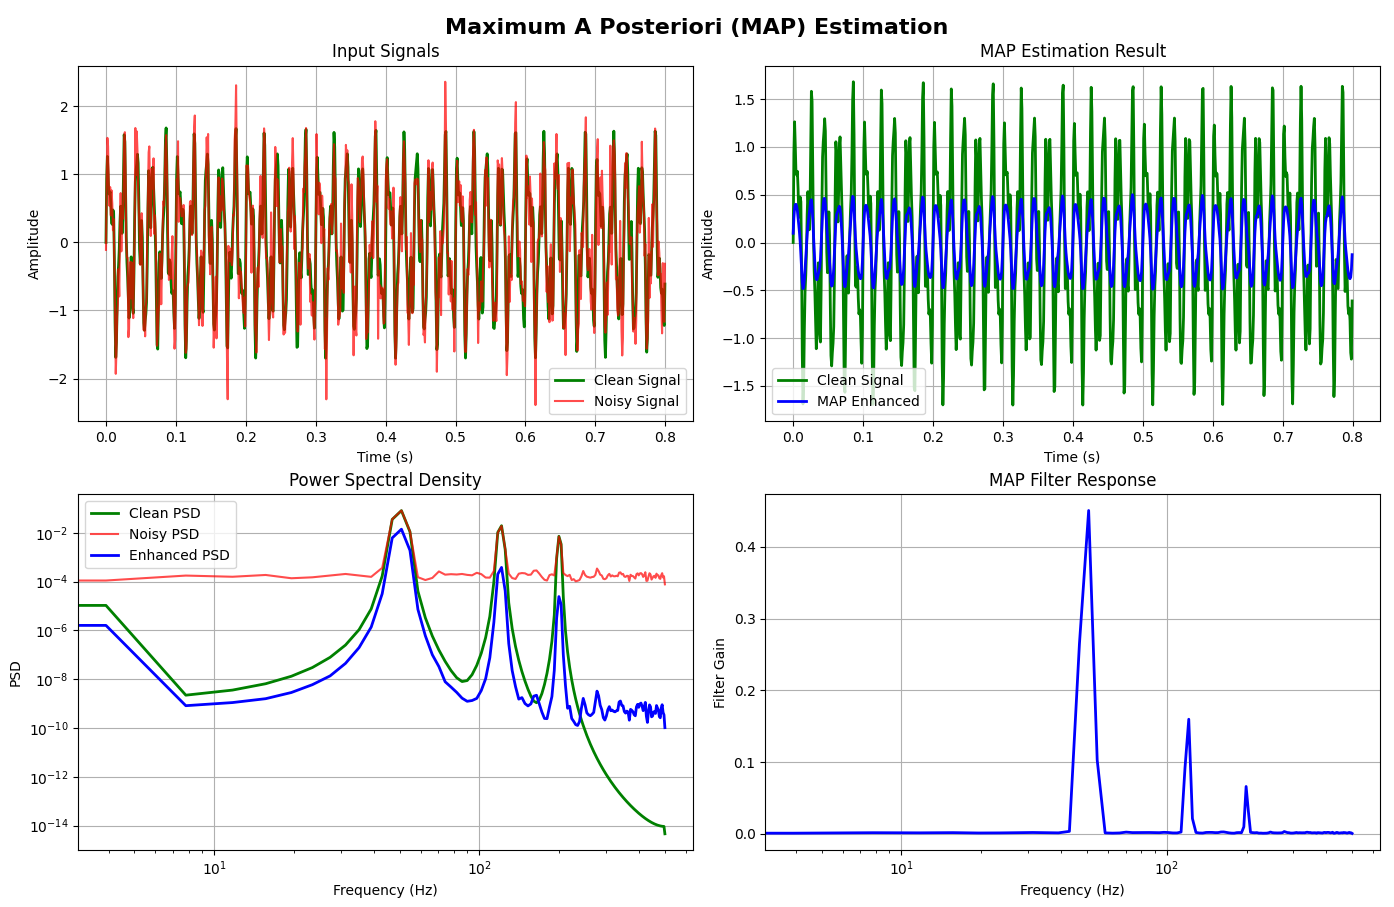 Maximum A Posteriori (MAP) Estimation
Input Signals
Amplitude
2
1
0
−1
−2
Clean Signal
Noisy Signal
0.0 0.1 0.2 0.3 0.4 0.5 0.6 0.7 0.8
Time (s)
MAP Estimation Result
Amplitude
1.5
1.0
0.5
0.0
−0.5
−1.0
−1.5
Clean Signal
MAP Enhanced
0.0 0.1 0.2 0.3 0.4 0.5 0.6 0.7 0.8
Time (s)
Power Spectral Density
PSD
Clean PSD
Noisy PSD
Enhanced PSD
10⁻²
10⁻⁴
10⁻⁶
10⁻⁸
10⁻¹⁰
10⁻¹²
10⁻¹⁴
10¹ 10²
Frequency (Hz)
MAP Filter Response
Filter Gain
0.4
0.3
0.2
0.1
0.0
10¹ 10²
Frequency (Hz)